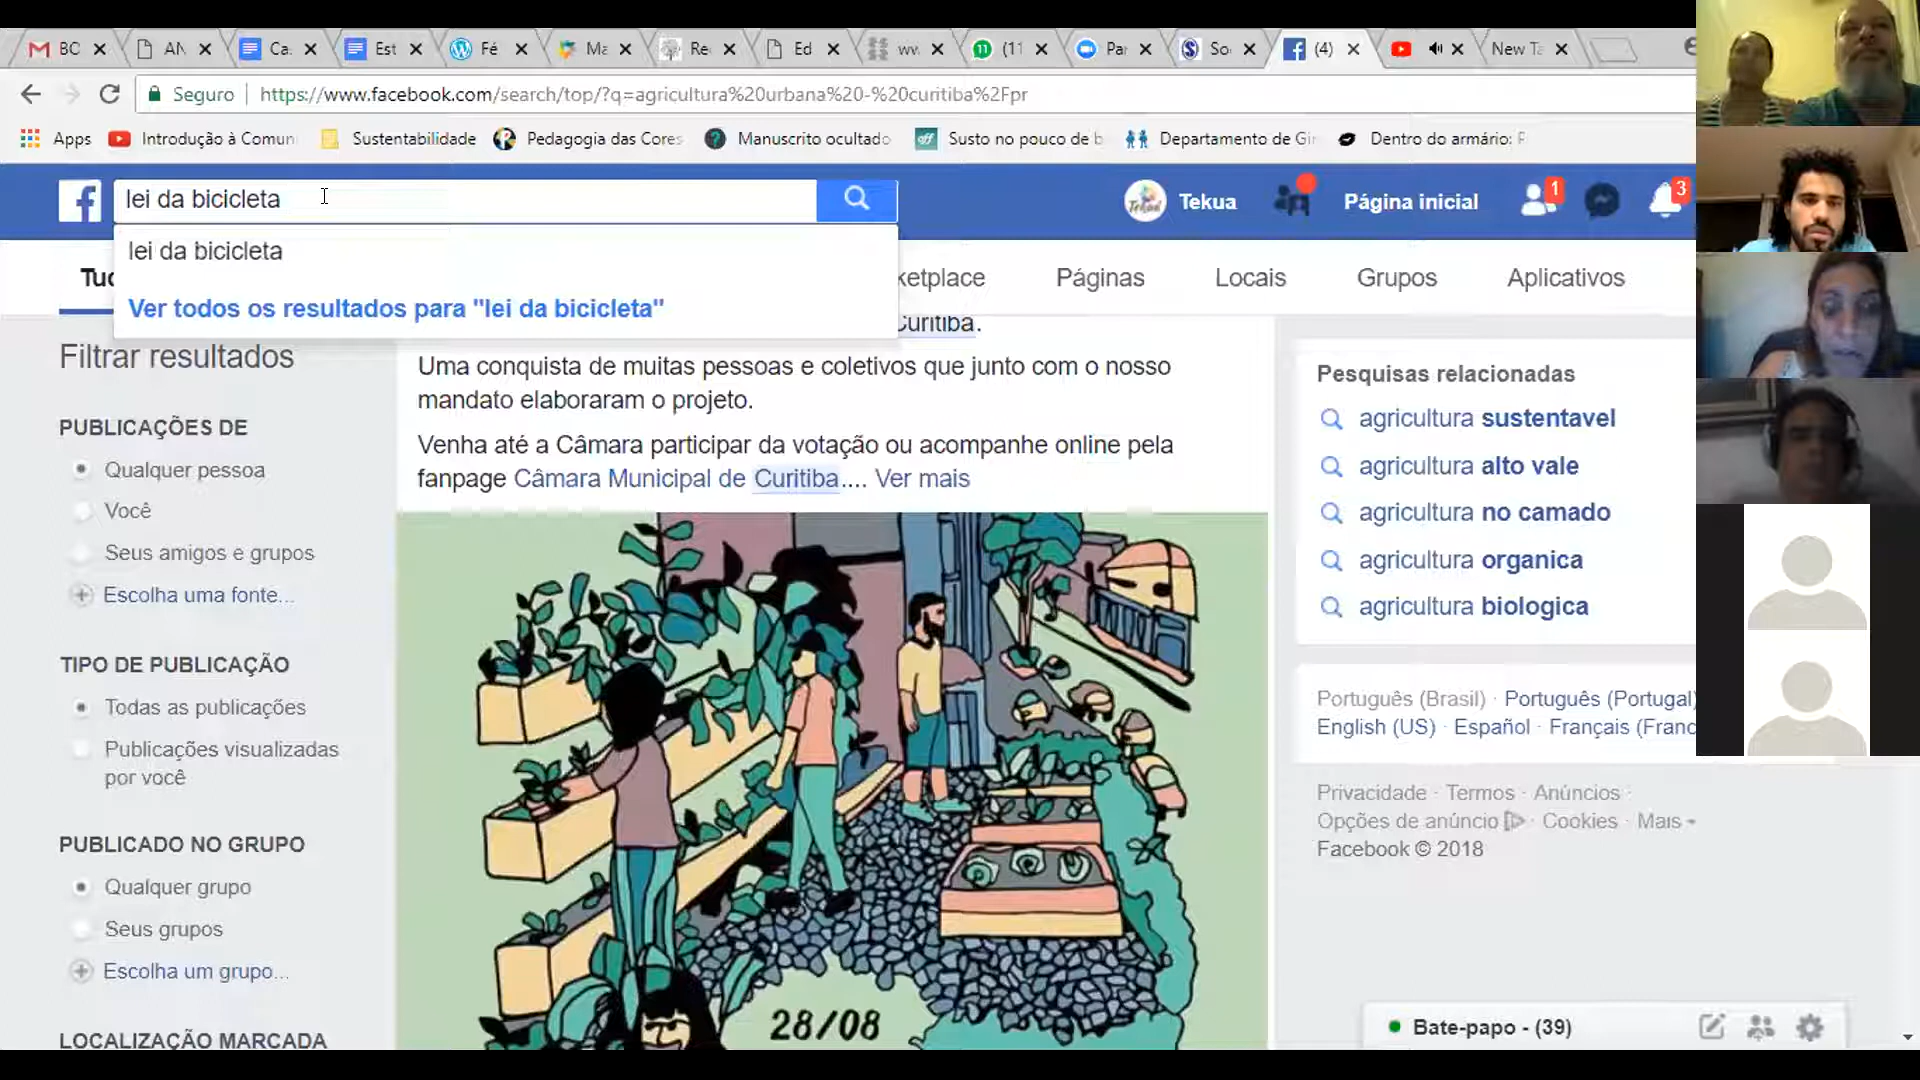 BC
AN
Ca
Est
Fé
Ma
Re
Ed
ww
(11
Par
So
(4)
New Ta
Seguro
https://www.facebook.com/search/top/?q=agricultura%20urbana%20-%20curitiba%2Fpr
Apps
Introdução à Comun
Sustentabilidade
Pedagogia das Cores
Manuscrito ocultado
Susto no pouco de b
Departamento de Gi
Dentro do armário:
lei da bicicleta
Tekua
Página inicial
1
3
lei da bicicleta
Ver todos os resultados para "lei da bicicleta"
Tud
ketplace
Páginas
Locais
Grupos
Aplicativos
Filtrar resultados
PUBLICAÇÕES DE
Qualquer pessoa
Você
Seus amigos e grupos
Escolha uma fonte...
TIPO DE PUBLICAÇÃO
Todas as publicações
Publicações visualizadas
por você
PUBLICADO NO GRUPO
Qualquer grupo
Seus grupos
Escolha um grupo...
LOCALIZAÇÃO MARCADA
Curitiba.
Uma conquista de muitas pessoas e coletivos que junto com o nosso
mandato elaboraram o projeto.
Venha até a Câmara participar da votação ou acompanhe online pela
fanpage Câmara Municipal de Curitiba.... Ver mais
28/08
Pesquisas relacionadas
agricultura sustentavel
agricultura alto vale
agricultura no camado
agricultura organica
agricultura biologica
Português (Brasil) · Português (Portugal)
English (US) · Español · Français (Franc
Privacidade · Termos · Anúncios ·
Opções de anúncio · Cookies · Mais
Facebook © 2018
Bate-papo - (39)